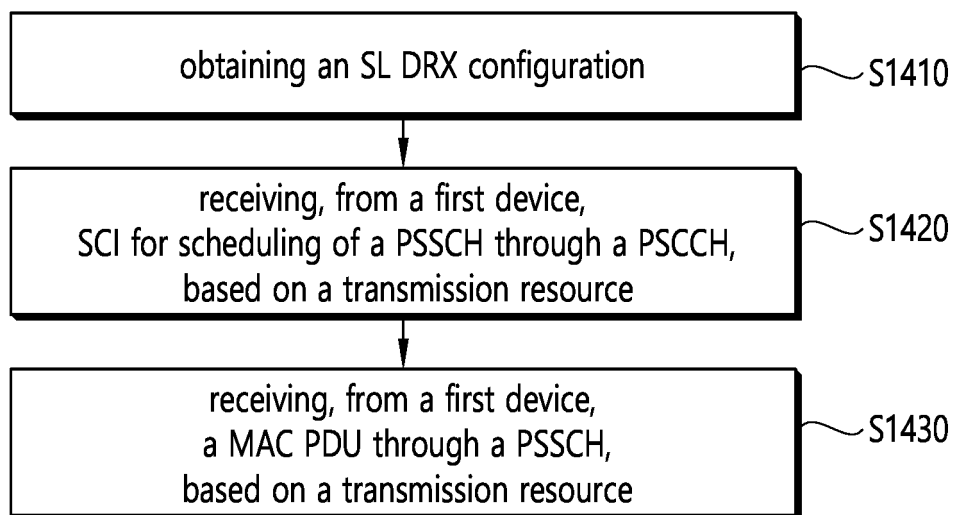 obtaining an SL DRX configuration
S1410
receiving, from a first device,
SCI for scheduling of a PSSCH through a PSCCH,
based on a transmission resource
S1420
receiving, from a first device,
a MAC PDU through a PSSCH,
based on a transmission resource
S1430